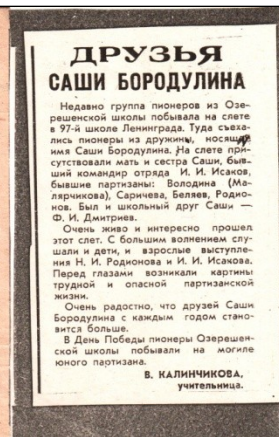 ДРУЗЬЯ
САШИ БОРОДУЛИНА
Недавно группа пионеров из Озе-
решенской школы побывала на слете
в 97-й школе Ленинграда. Туда съеха-
лись пионеры из дружины, носящие
имя Саши Бородулина. На слете при-
сутствовали мать и сестра Саши, быв-
ший командир отряда И. И. Исаков,
бывшие партизаны: Володина (Ма-
лярчикова), Саричева, Беляев, Родио-
нов. Был и школьный друг Саши —
Ф. И. Дмитриев.
Очень живо и интересно прошел
этот слет. С большим волнением слу-
шали и дети, и взрослые выступле-
ния Н. И. Родионова и И. И. Исакова.
Перед глазами возникали картины
трудной и опасной партизанской
жизни.
Очень радостно, что друзей Саши
Бородулина с каждым годом стано-
вится больше.
В День Победы пионеры Озереш-
енской школы побывали на могиле
юного партизана.
В. КАЛИНЧИКОВА,
учительница.